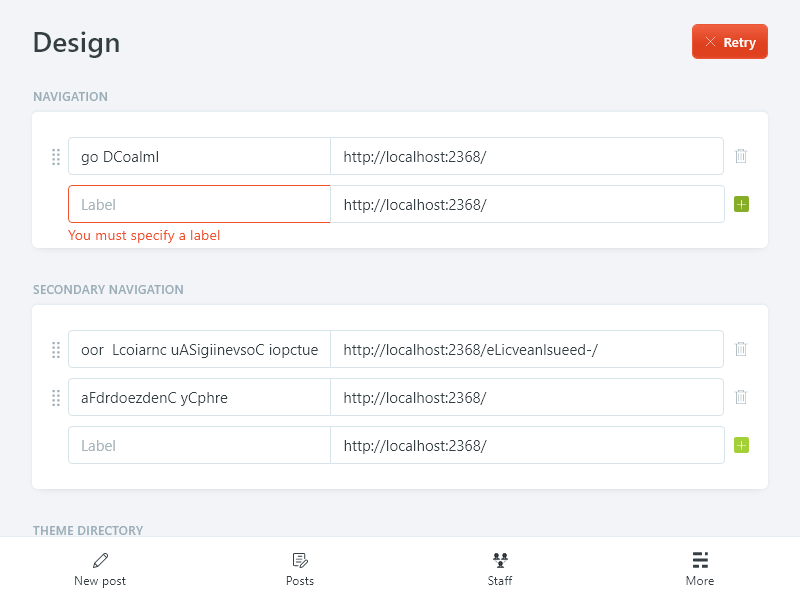 Design
Retry
NAVIGATION
go DCoalmI
http://localhost:2368/
Label
http://localhost:2368/
You must specify a label
SECONDARY NAVIGATION
oor  Lcoiarnc uASigiinevsoC iopctue
http://localhost:2368/eLicveanlsueed-/
aFdrdoezdenC yCphre
http://localhost:2368/
Label
http://localhost:2368/
THEME DIRECTORY
New post
Posts
Staff
More